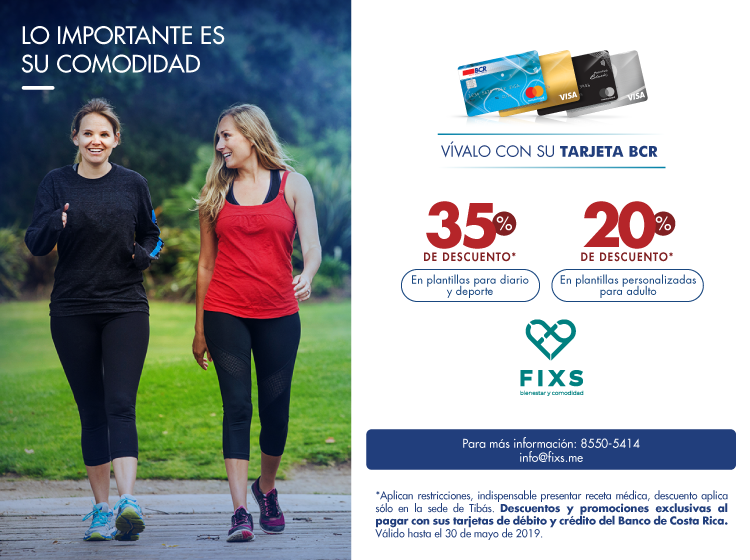 LO IMPORTANTE ES
SU COMODIDAD
BCR
VISA
VISA
VÍVALO CON SU TARJETA BCR
35%
DE DESCUENTO*
En plantillas para diario
y deporte
20%
DE DESCUENTO*
En plantillas personalizadas
para adulto
FIXS
bienestar y comodidad
Para más información: 8550-5414
info@fixs.me
*Aplican restricciones, indispensable presentar receta médica, descuento aplica
sólo en la sede de Tibás. Descuentos y promociones exclusivas al
pagar con sus tarjetas de débito y crédito del Banco de Costa Rica.
Válido hasta el 30 de mayo de 2019.